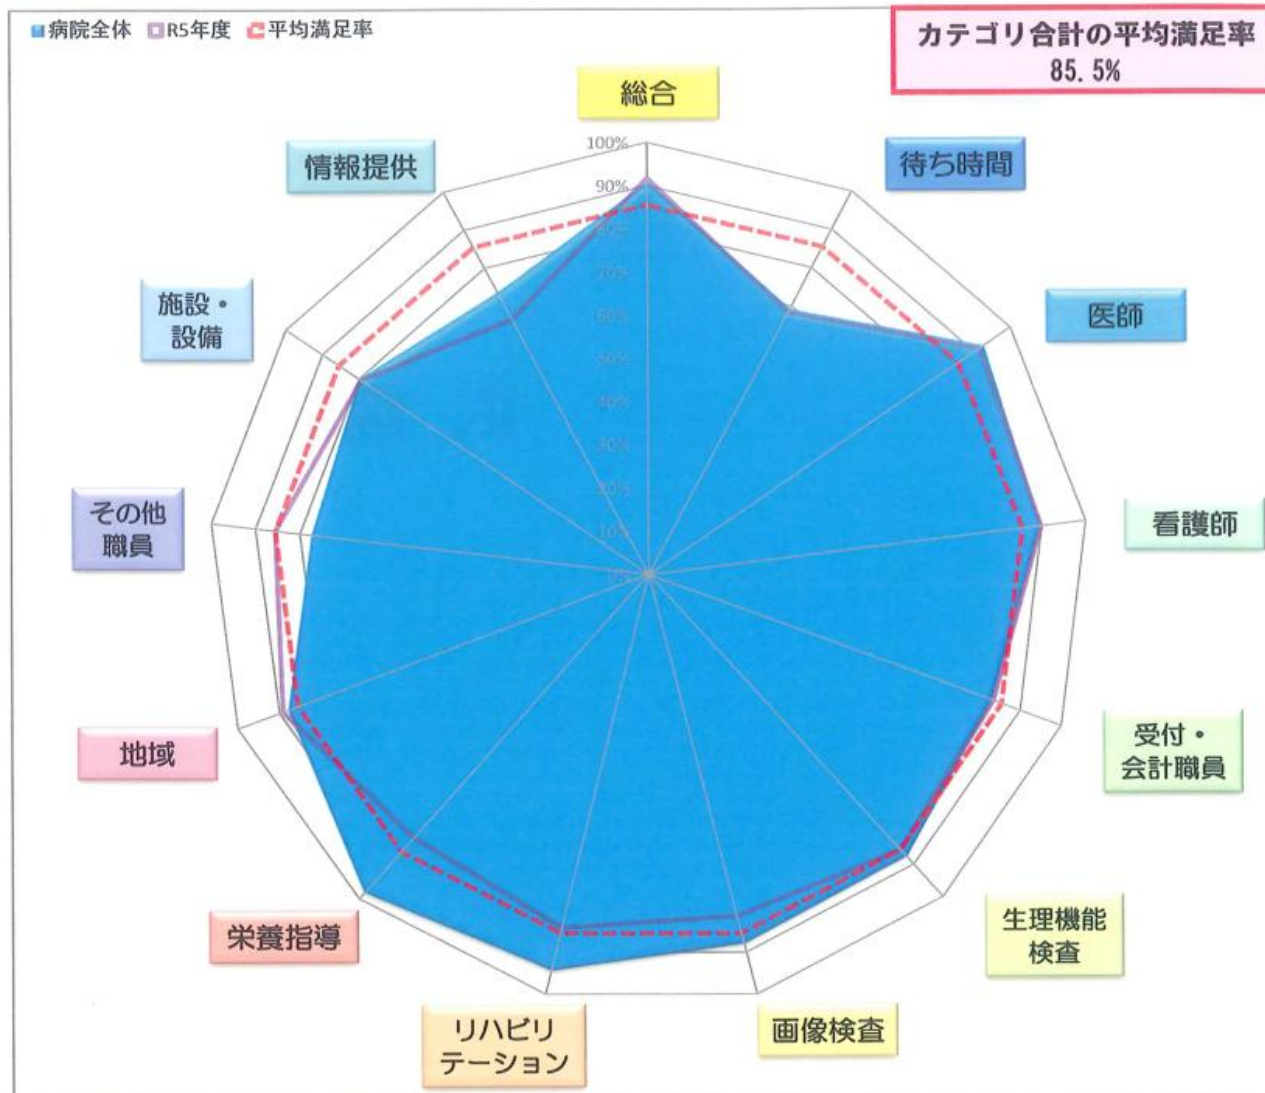 病院全体 R5年度 平均満足率
カテゴリ合計の平均満足率
85.5%
総合
待ち時間
医師
看護師
受付・
会計職員
生理機能
検査
画像検査
リハビリ
テーション
栄養指導
地域
その他
職員
施設・
設備
情報提供
100%
90%
80%
70%
60%
50%
40%
30%
20%
10%
0%